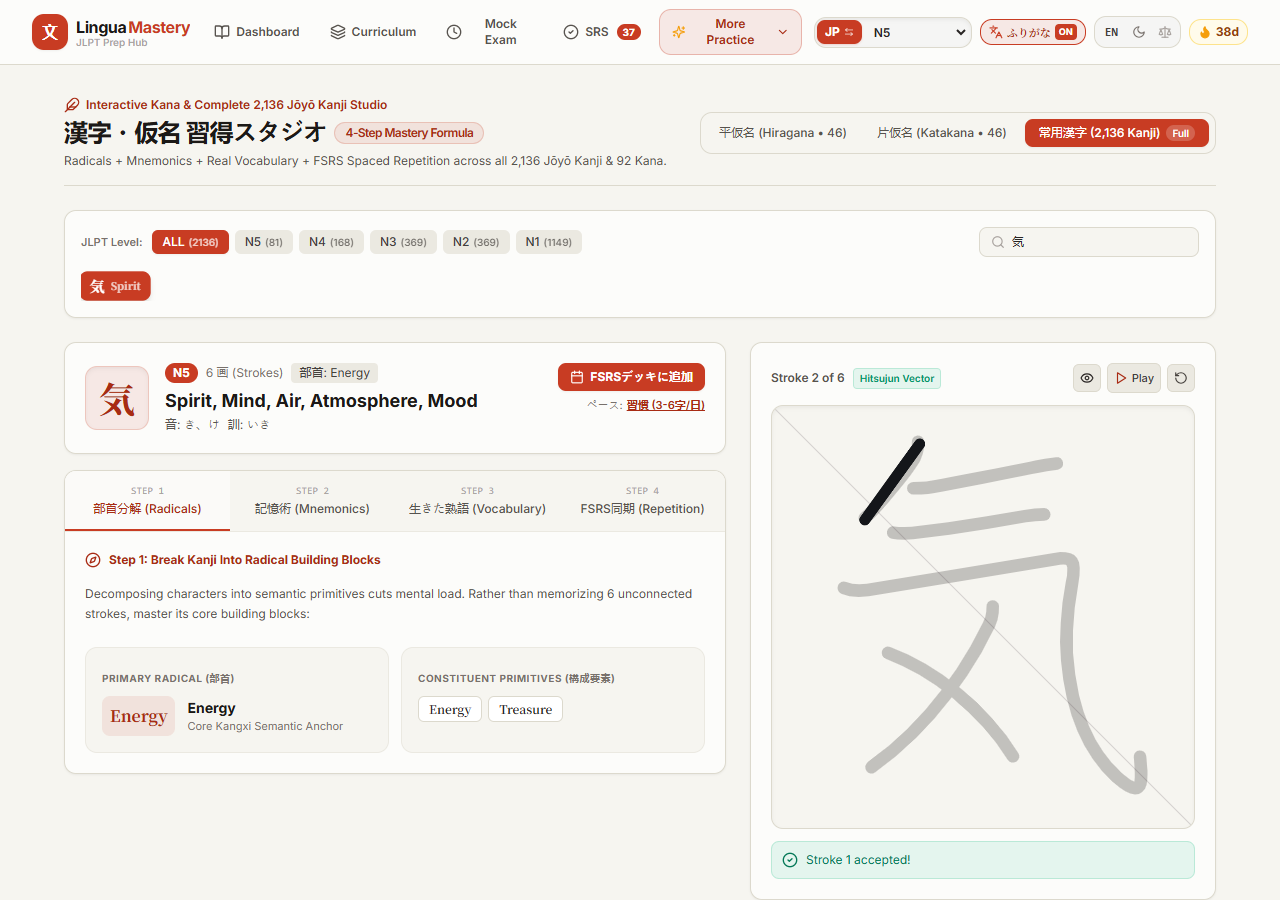 文 LinguaMastery
JLPT Prep Hub
Dashboard
Curriculum
Mock
Exam
SRS 37
More
Practice
JP N5
ふりがな ON
EN
38d
Interactive Kana & Complete 2,136 Jōyō Kanji Studio
漢字・仮名 習得スタジオ 4-Step Mastery Formula
Radicals + Mnemonics + Real Vocabulary + FSRS Spaced Repetition across all 2,136 Jōyō Kanji & 92 Kana.
平仮名 (Hiragana • 46)
片仮名 (Katakana • 46)
常用漢字 (2,136 Kanji) Full
JLPT Level: ALL (2136) N5 (81) N4 (168) N3 (369) N2 (369) N1 (1149)
気
気 Spirit
気
N5 6 画 (Strokes) 部首: Energy
Spirit, Mind, Air, Atmosphere, Mood
音: き、け 訓: いき
FSRSデッキに追加
ペース: 習慣 (3-6字/日)
STEP 1
部首分解 (Radicals)
STEP 2
記憶術 (Mnemonics)
STEP 3
生きた熟語 (Vocabulary)
STEP 4
FSRS同期 (Repetition)
Step 1: Break Kanji Into Radical Building Blocks
Decomposing characters into semantic primitives cuts mental load. Rather than memorizing 6 unconnected
strokes, master its core building blocks:
PRIMARY RADICAL (部首)
Energy
Energy
Core Kangxi Semantic Anchor
CONSTITUENT PRIMITIVES (構成要素)
Energy Treasure
Stroke 2 of 6 Hitsujun Vector
Play
気
Stroke 1 accepted!